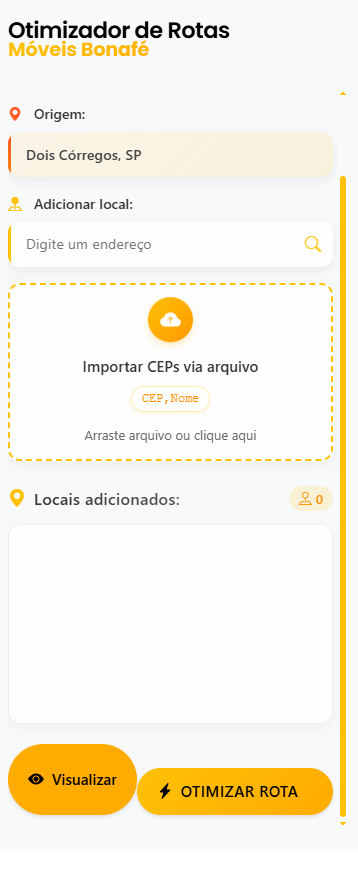 Otimizador de Rotas
Móveis Bonafé
Origem:
Dois Córregos, SP
Adicionar local:
Digite um endereço
Importar CEPs via arquivo
CEP,Nome
Arraste arquivo ou clique aqui
Locais adicionados:
0
Visualizar
OTIMIZAR ROTA